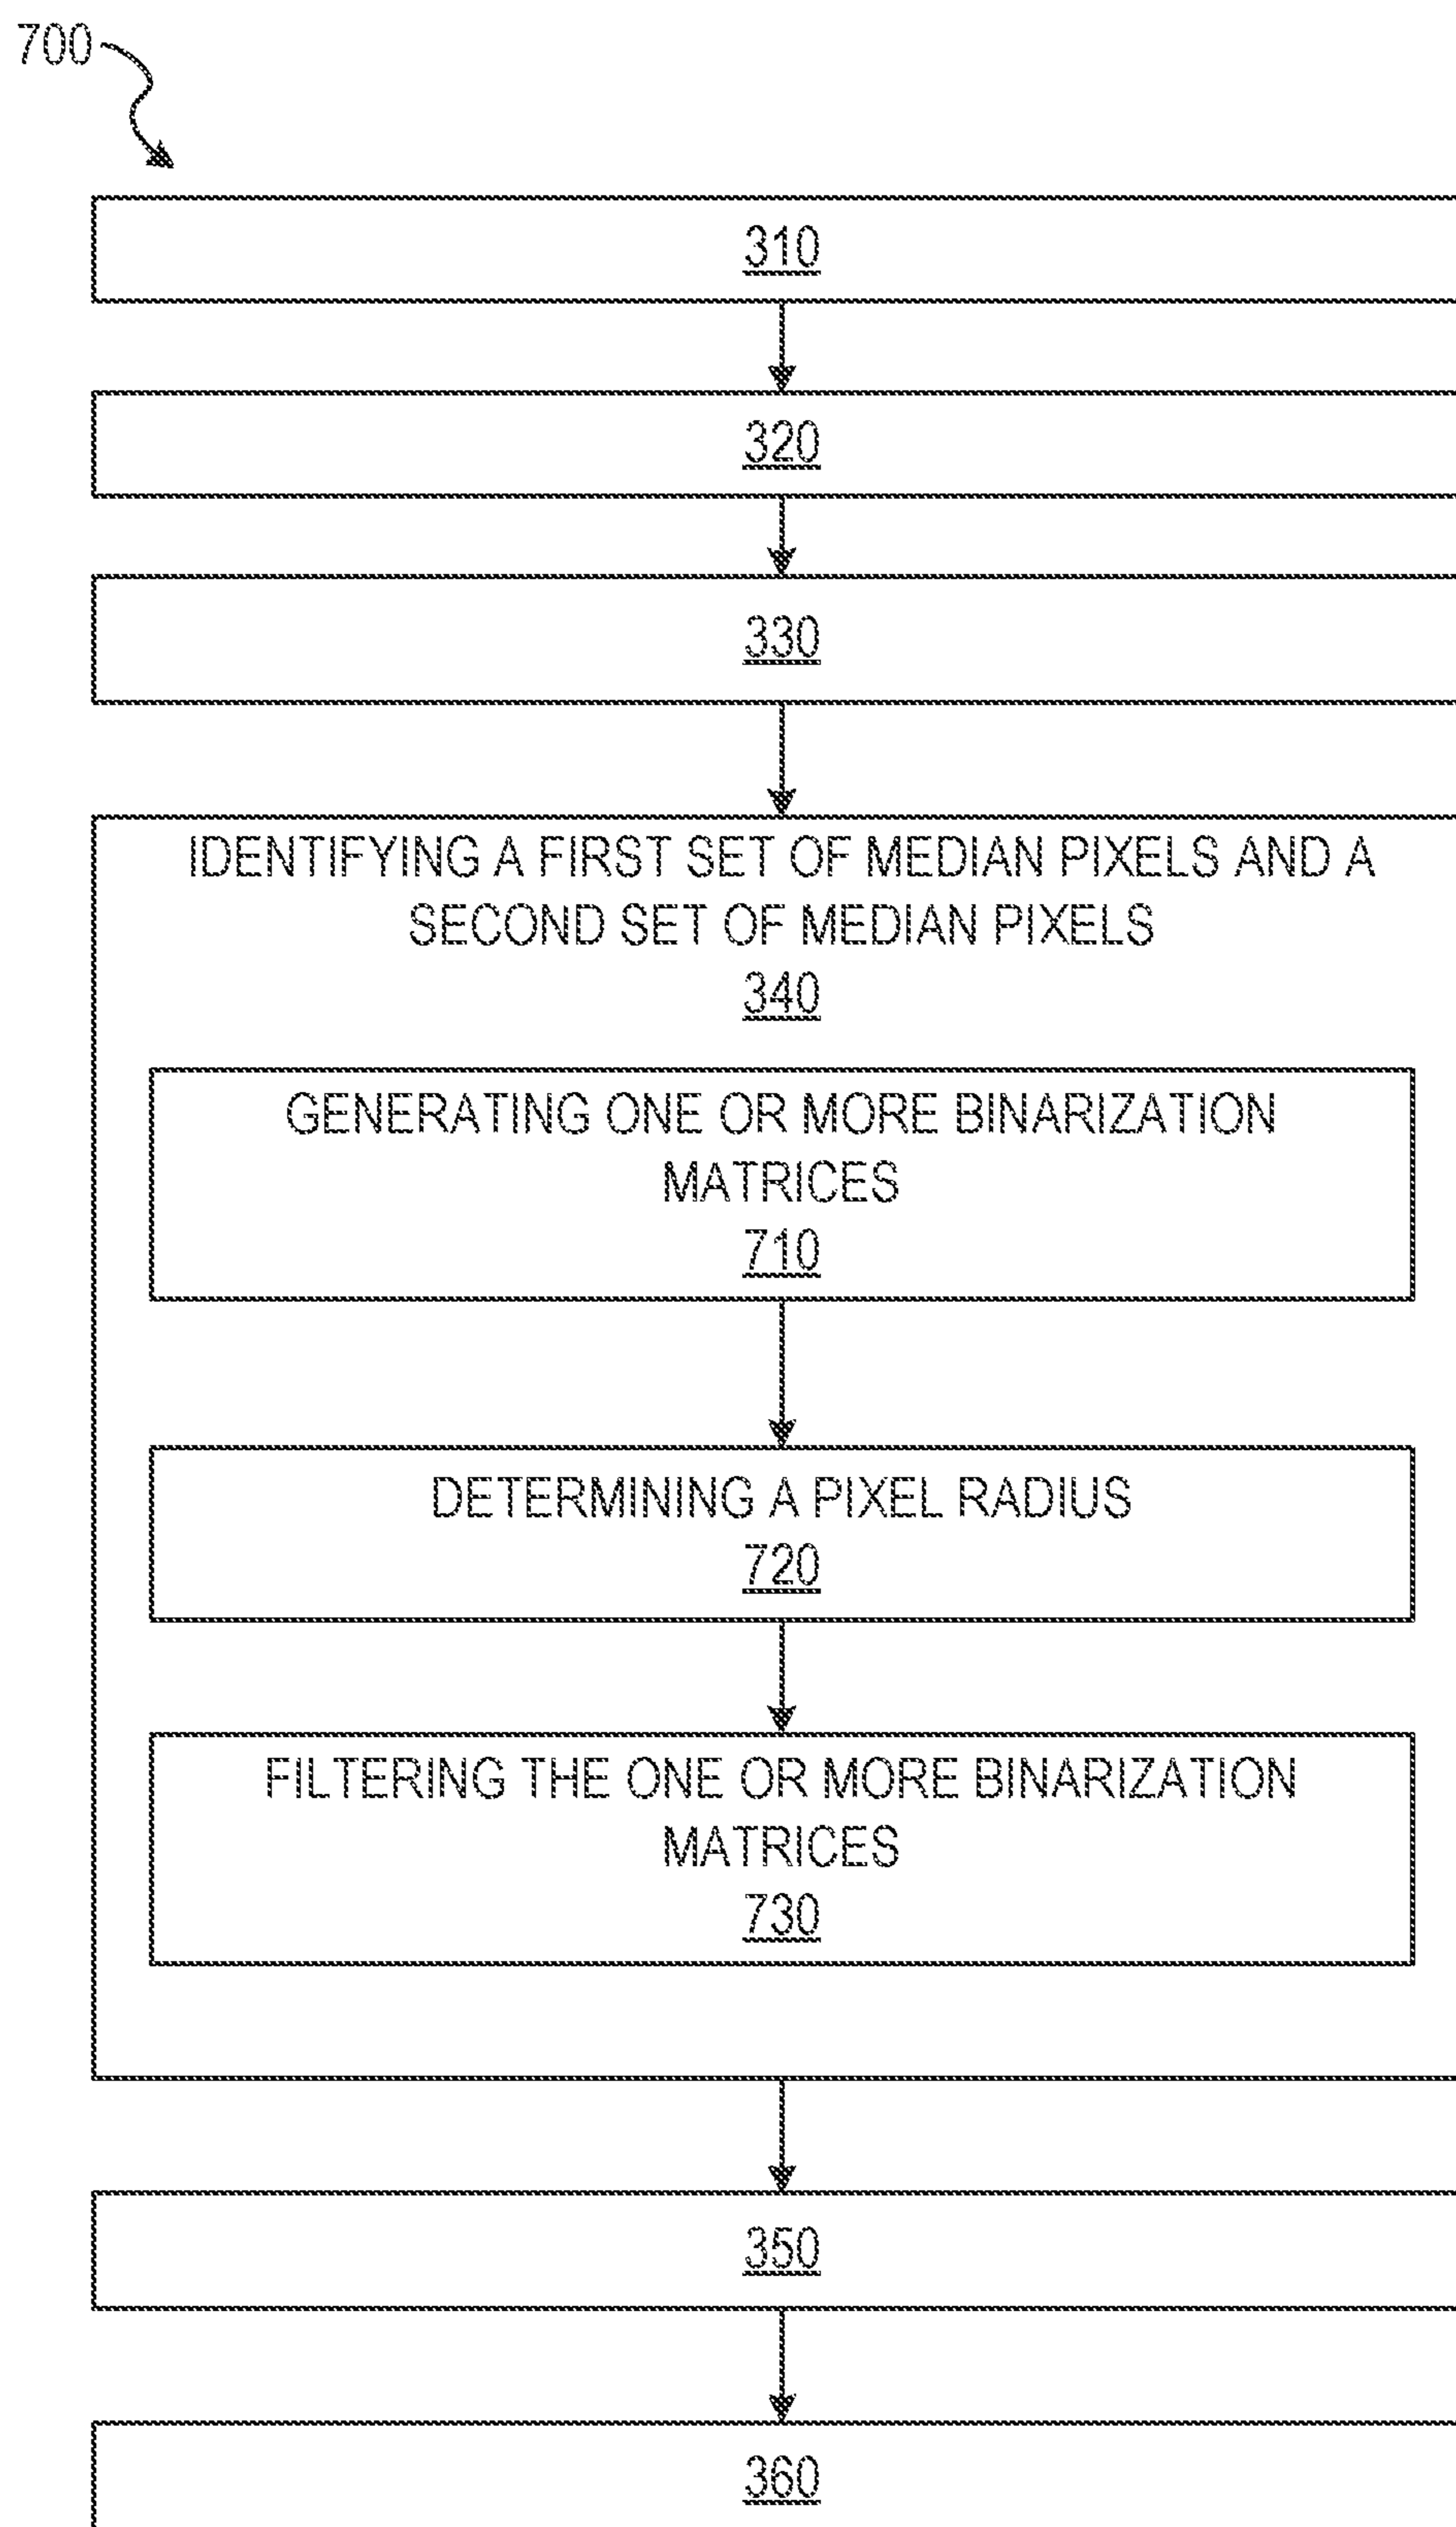 700
310
320
330
IDENTIFYING A FIRST SET OF MEDIAN PIXELS AND A
SECOND SET OF MEDIAN PIXELS
340
GENERATING ONE OR MORE BINARIZATION
MATRICES
710
DETERMINING A PIXEL RADIUS
720
FILTERING THE ONE OR MORE BINARIZATION
MATRICES
730
350
360